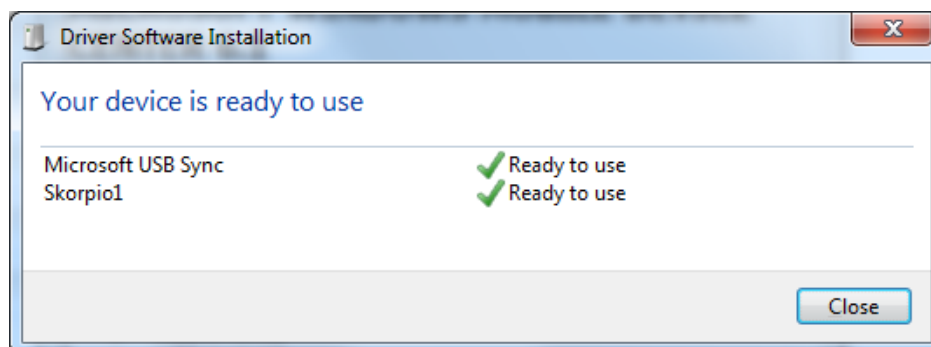 Driver Software Installation
Your device is ready to use
Microsoft USB Sync Ready to use
Skorpio1 Ready to use
Close